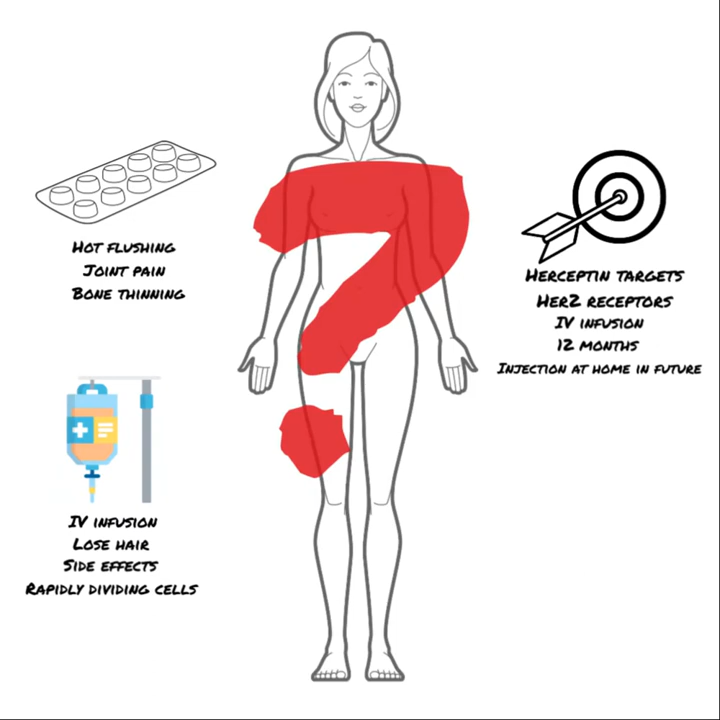 Hot flushing
Joint pain
Bone thinning
Herceptin targets
Her2 receptors
IV infusion
12 months
Injection at home in future
IV infusion
Lose hair
Side effects
Rapidly dividing cells